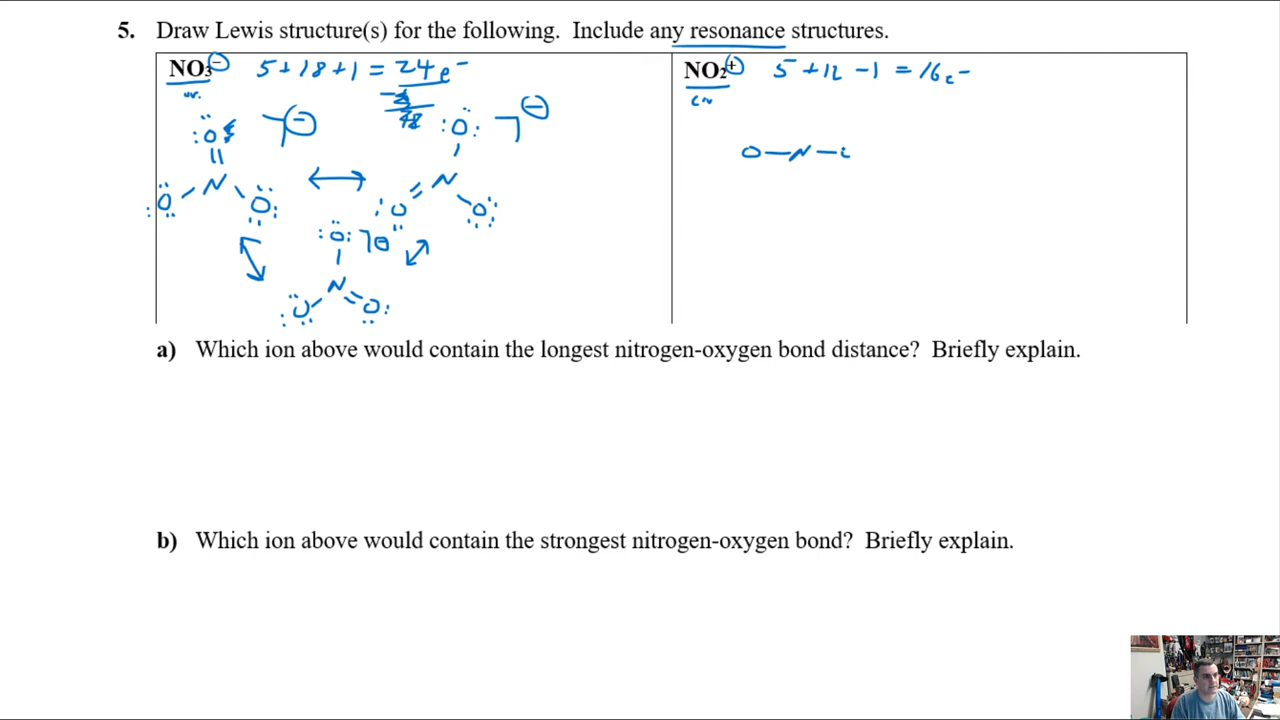 5. Draw Lewis structure(s) for the following. Include any resonance structures.
NO3⁻ 5+18+1 = 24e⁻
NO2⁺ 5+12-1 = 16e⁻
O
N
O O
O
N
O O
O
N
O O
O—N—
a) Which ion above would contain the longest nitrogen-oxygen bond distance? Briefly explain.
b) Which ion above would contain the strongest nitrogen-oxygen bond? Briefly explain.